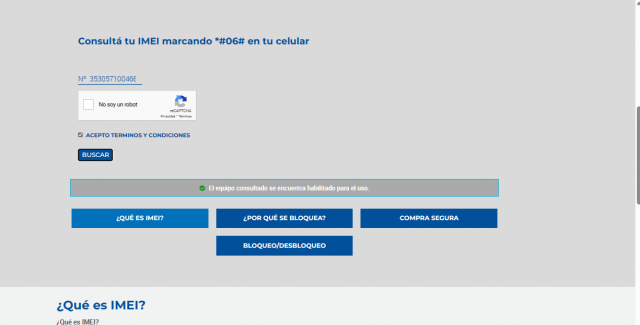 Consultá tu IMEI marcando *#06# en tu celular
Nº 35305710046
No soy un robot
reCAPTCHA
Privacidad - Términos
ACEPTO TERMINOS Y CONDICIONES
BUSCAR
El equipo consultado se encuentra habilitado para el uso.
¿QUÉ ES IMEI?
¿POR QUÉ SE BLOQUEA?
COMPRA SEGURA
BLOQUEO/DESBLOQUEO
¿Qué es IMEI?
¿Qué es IMEI?